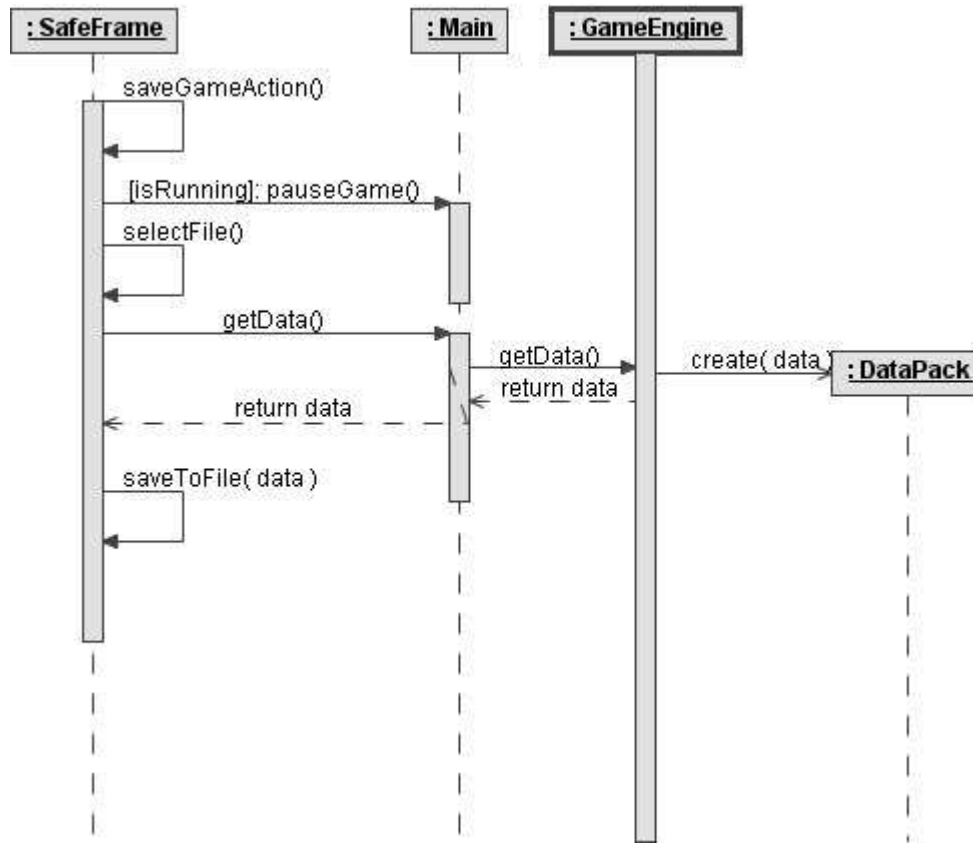 : SafeFrame
: Main
: GameEngine
saveGameAction()
[isRunning]: pauseGame()
selectFile()
getData()
getData()
create( data )
: DataPack
return data
return data
saveToFile( data )